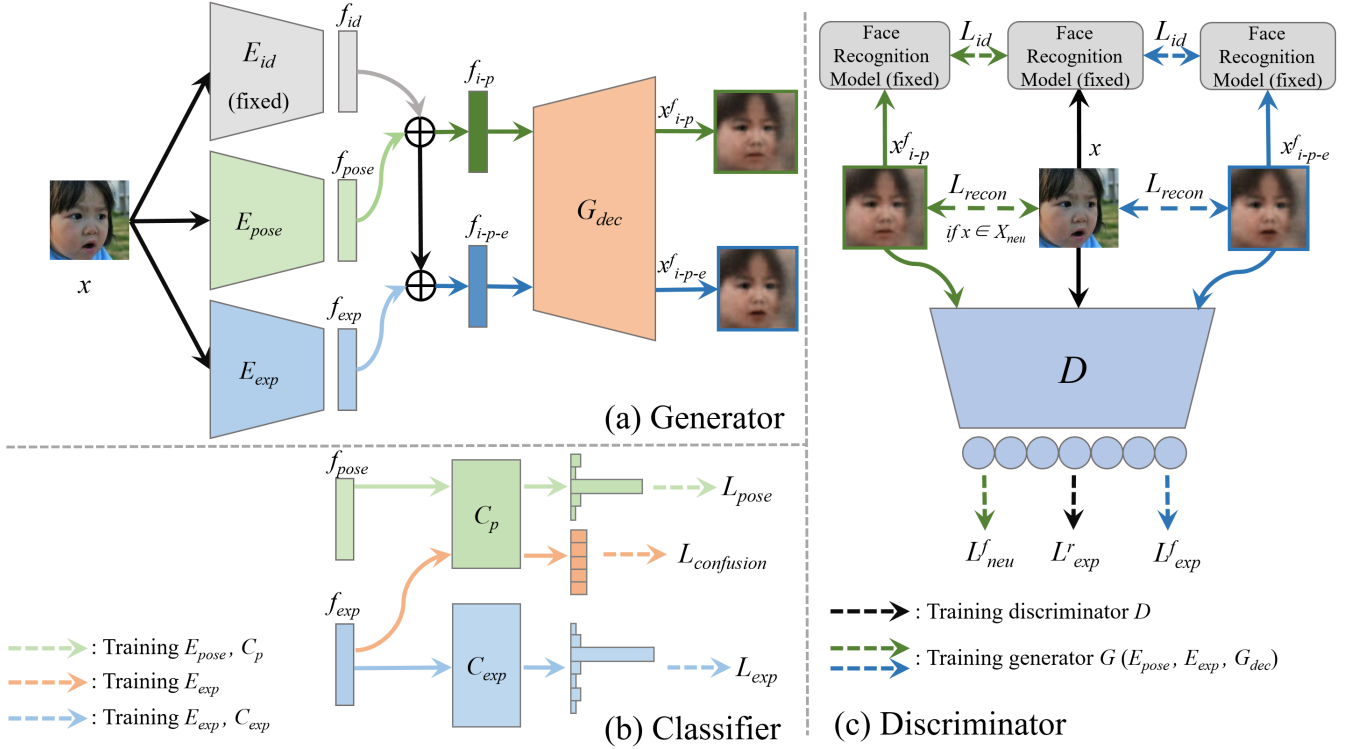 E_id
(fixed)
f_id
E_pose
f_pose
E_exp
f_exp
x
f_i-p
f_i-p-e
G_dec
x^f_i-p
x^f_i-p-e
(a) Generator
f_pose
C_p
L_pose
L_confusion
f_exp
C_exp
L_exp
: Training E_pose, C_p
: Training E_exp
: Training E_exp, C_exp
(b) Classifier
Face
Recognition
Model (fixed)
L_id
Face
Recognition
Model (fixed)
L_id
Face
Recognition
Model (fixed)
x^f_i-p
x
x^f_i-p-e
L_recon
if x ∈ X_neu
L_recon
D
L^f_neu
L^r_exp
L^f_exp
: Training discriminator D
: Training generator G (E_pose, E_exp, G_dec)
(c) Discriminator